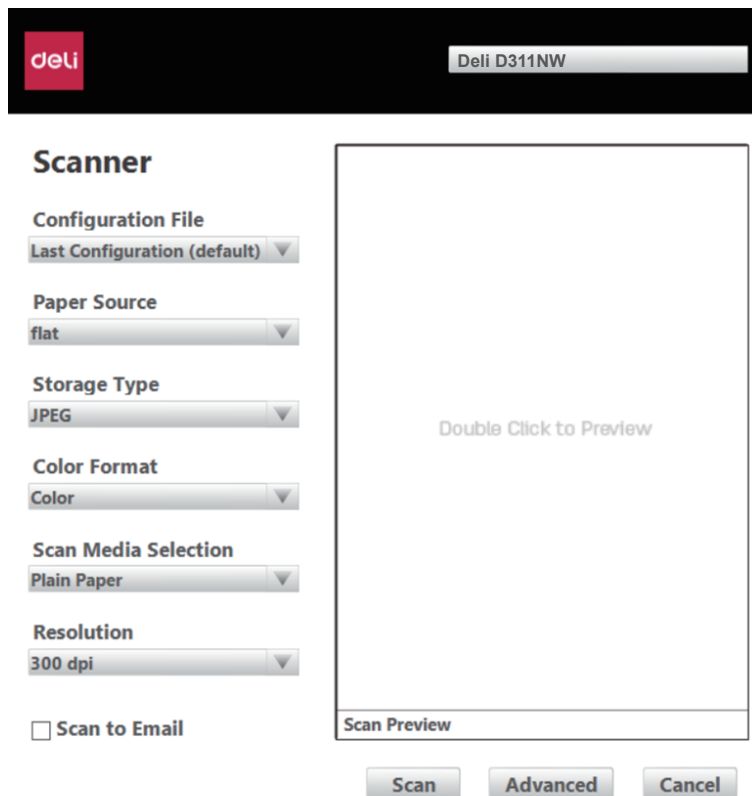 deli
Deli D311NW
Scanner
Configuration File
Last Configuration (default)
Paper Source
flat
Storage Type
JPEG
Color Format
Color
Scan Media Selection
Plain Paper
Resolution
300 dpi
Scan to Email
Double Click to Preview
Scan Preview
Scan Advanced Cancel